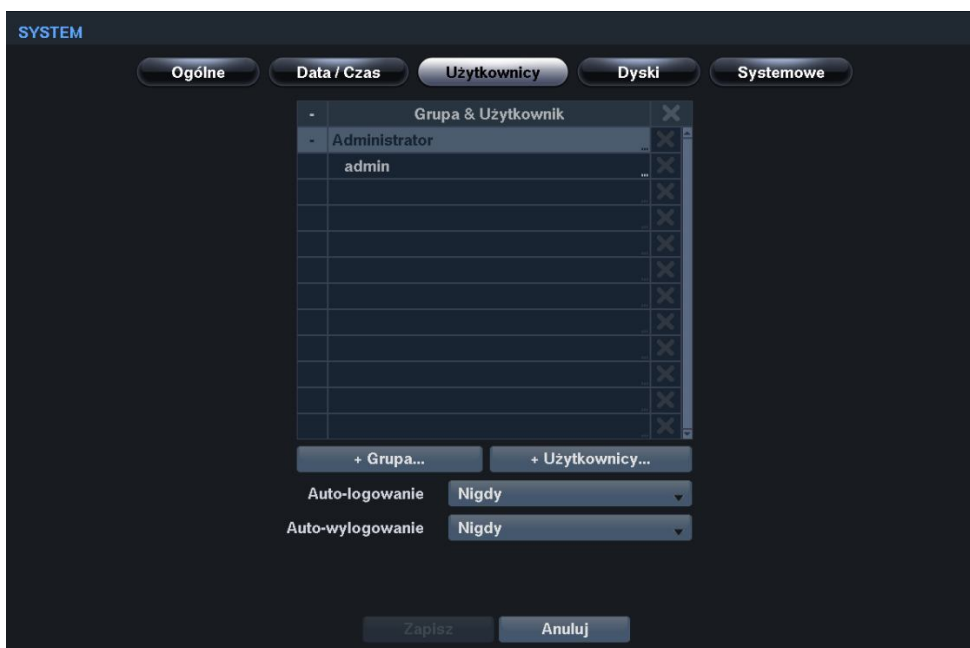 SYSTEM
Ogólne Data / Czas Użytkownicy Dyski Systemowe
- Grupa & Użytkownik
- Administrator ...
admin ...
+ Grupa... + Użytkownicy...
Auto-logowanie Nigdy
Auto-wylogowanie Nigdy
Zapisz Anuluj